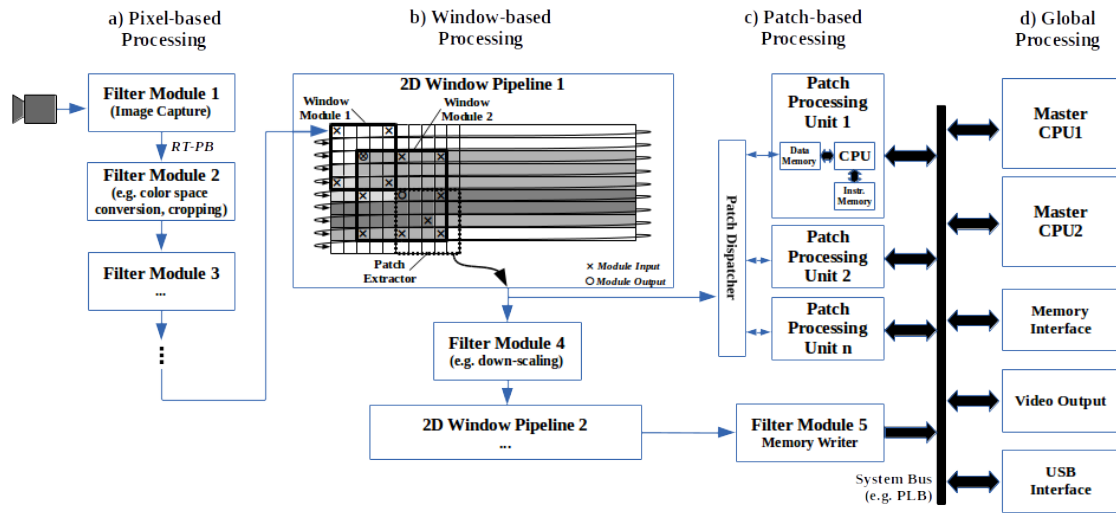 a) Pixel-based
Processing
b) Window-based
Processing
c) Patch-based
Processing
d) Global
Processing
Filter Module 1
(Image Capture)
RT-PB
Filter Module 2
(e.g. color space
conversion, cropping)
Filter Module 3
...
2D Window Pipeline 1
Window
Module 1
Window
Module 2
Patch
Extractor
× Module Input
O Module Output
Filter Module 4
(e.g. down-scaling)
2D Window Pipeline 2
...
Patch Dispatcher
Patch
Processing
Unit 1
Data
Memory
CPU
Instr.
Memory
Patch
Processing
Unit 2
Patch
Processing
Unit n
Filter Module 5
Memory Writer
System Bus
(e.g. PLB)
Master
CPU1
Master
CPU2
Memory
Interface
Video Output
USB
Interface